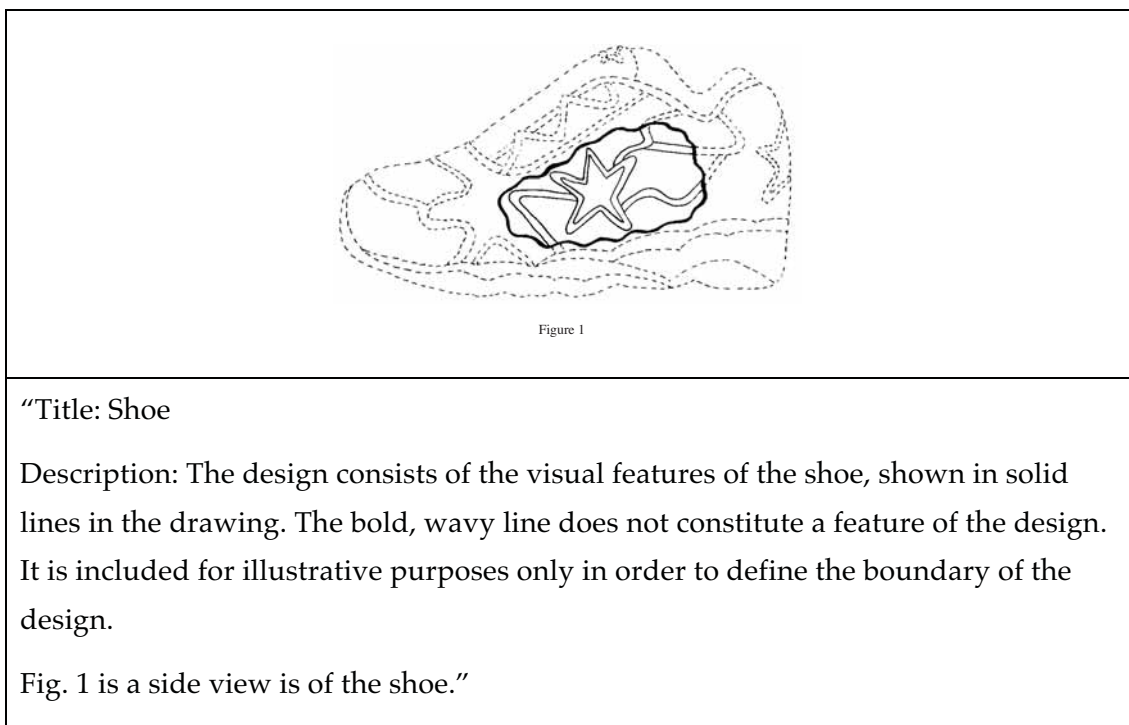 Figure 1
“Title: Shoe
Description: The design consists of the visual features of the shoe, shown in solid
lines in the drawing. The bold, wavy line does not constitute a feature of the design.
It is included for illustrative purposes only in order to define the boundary of the
design.
Fig. 1 is a side view is of the shoe.”